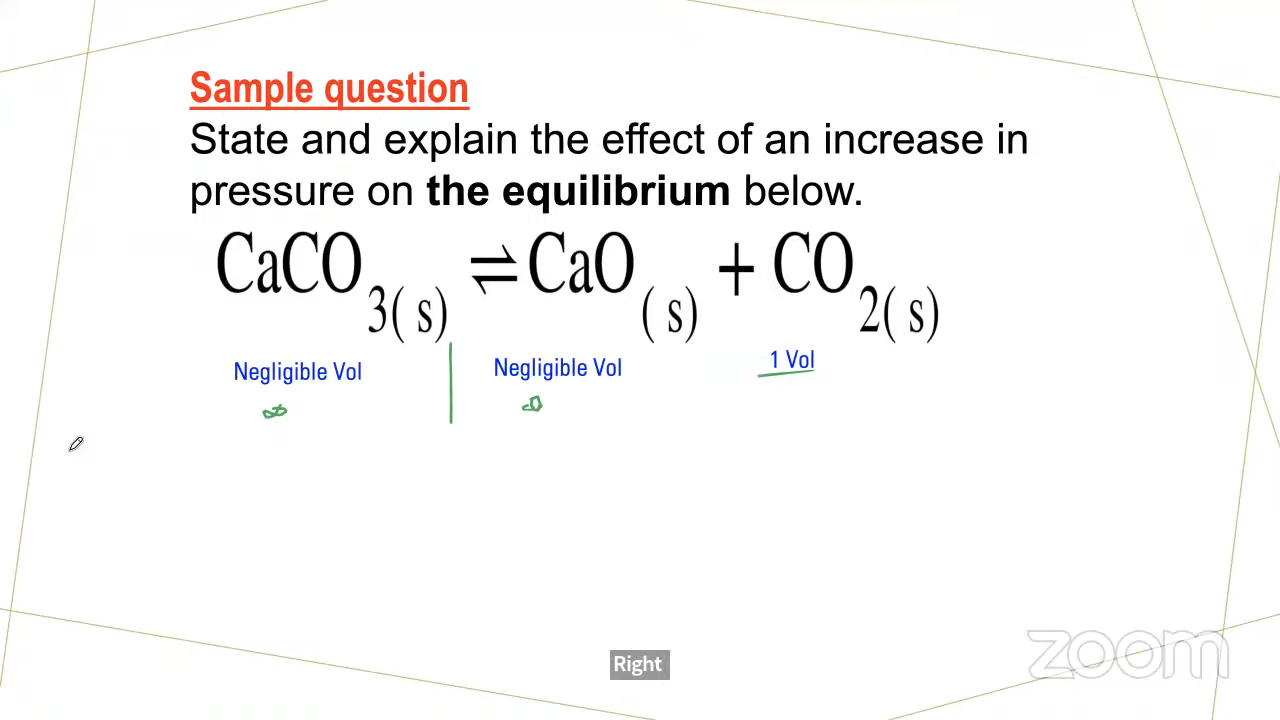 Sample question
State and explain the effect of an increase in
pressure on the equilibrium below.
CaCO3(s) ⇌ CaO(s) + CO2(s)
Negligible Vol Negligible Vol 1 Vol
Right
zoom